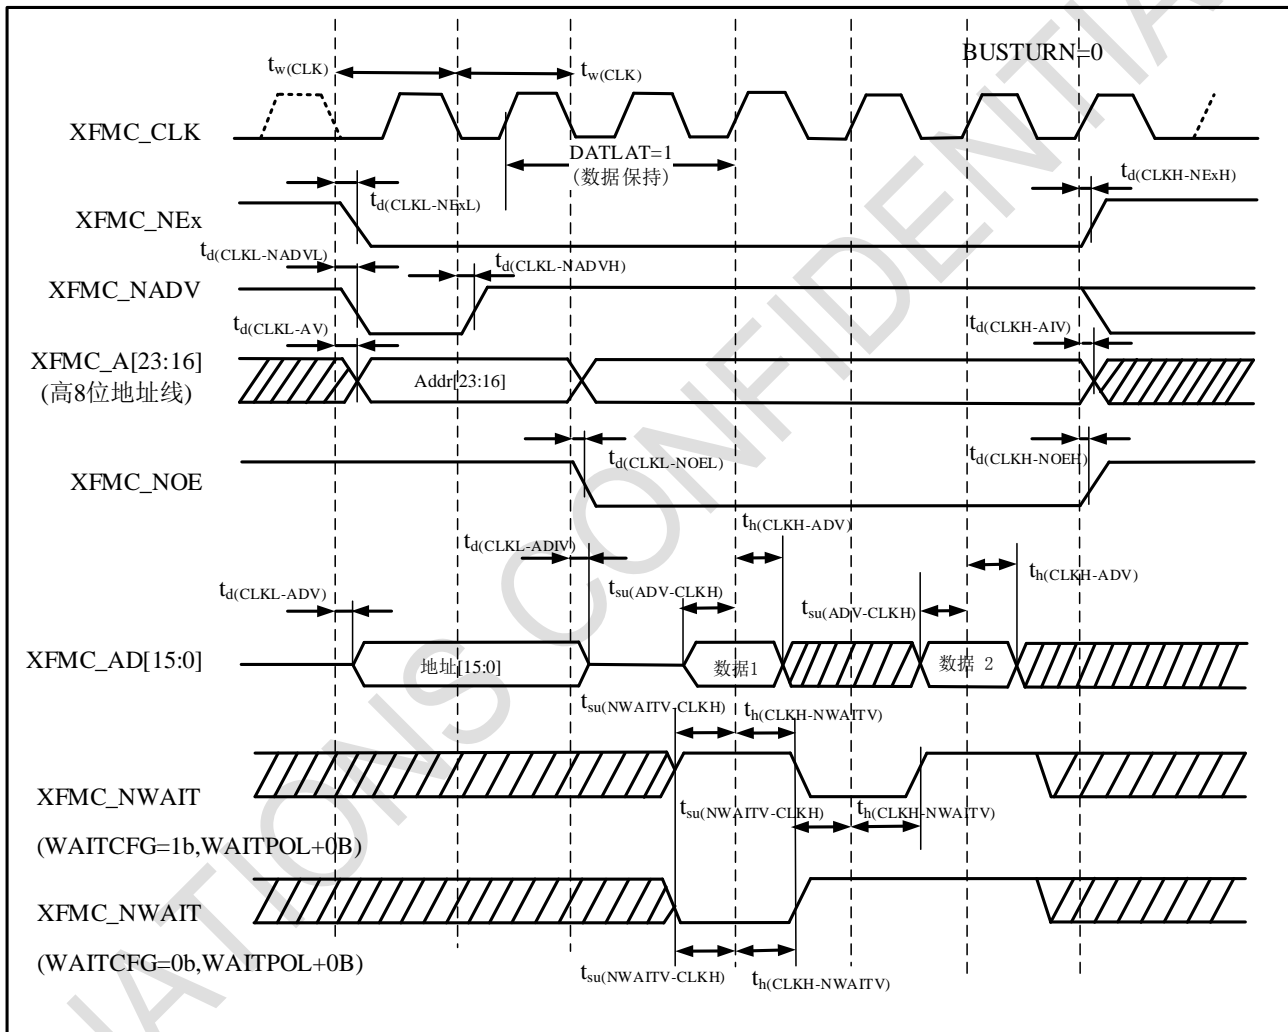 BUSTURN=0
tw(CLK)
tw(CLK)
XFMC_CLK
DATLAT=1
(数据保持)
td(CLKL-NExL)
td(CLKH-NExH)
XFMC_NEx
td(CLKL-NADVL)
td(CLKL-NADVH)
XFMC_NADV
td(CLKL-AV)
td(CLKH-AIV)
XFMC_A[23:16]
(高8位地址线)
Addr[23:16]
td(CLKL-NOEL)
td(CLKH-NOEH)
XFMC_NOE
th(CLKH-ADV)
td(CLKL-ADIV)
tsu(ADV-CLKH)
th(CLKH-ADV)
td(CLKL-ADV)
tsu(ADV-CLKH)
XFMC_AD[15:0]
地址[15:0]
数据1
数据 2
tsu(NWAITV-CLKH)
th(CLKH-NWAITV)
XFMC_NWAIT
tsu(NWAITV-CLKH)
th(CLKH-NWAITV)
(WAITCFG=1b,WAITPOL+0B)
XFMC_NWAIT
(WAITCFG=0b,WAITPOL+0B)
tsu(NWAITV-CLKH)
th(CLKH-NWAITV)
NATIONS CONFIDENTIA